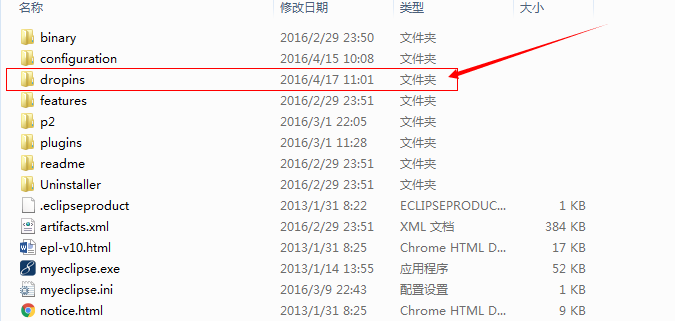 名称 修改日期 类型 大小
binary 2016/2/29 23:50 文件夹
configuration 2016/4/15 10:08 文件夹
dropins 2016/4/17 11:01 文件夹
features 2016/2/29 23:51 文件夹
p2 2016/3/1 22:05 文件夹
plugins 2016/3/1 11:28 文件夹
readme 2016/2/29 23:51 文件夹
Uninstaller 2016/2/29 23:51 文件夹
.eclipseproduct 2013/1/31 8:22 ECLIPSEPRODUC... 1 KB
artifacts.xml 2016/2/29 23:51 XML 文档 384 KB
epl-v10.html 2013/1/31 8:25 Chrome HTML D... 17 KB
myeclipse.exe 2013/1/14 13:55 应用程序 52 KB
myeclipse.ini 2016/3/9 22:43 配置设置 1 KB
notice.html 2013/1/31 8:25 Chrome HTML D... 9 KB